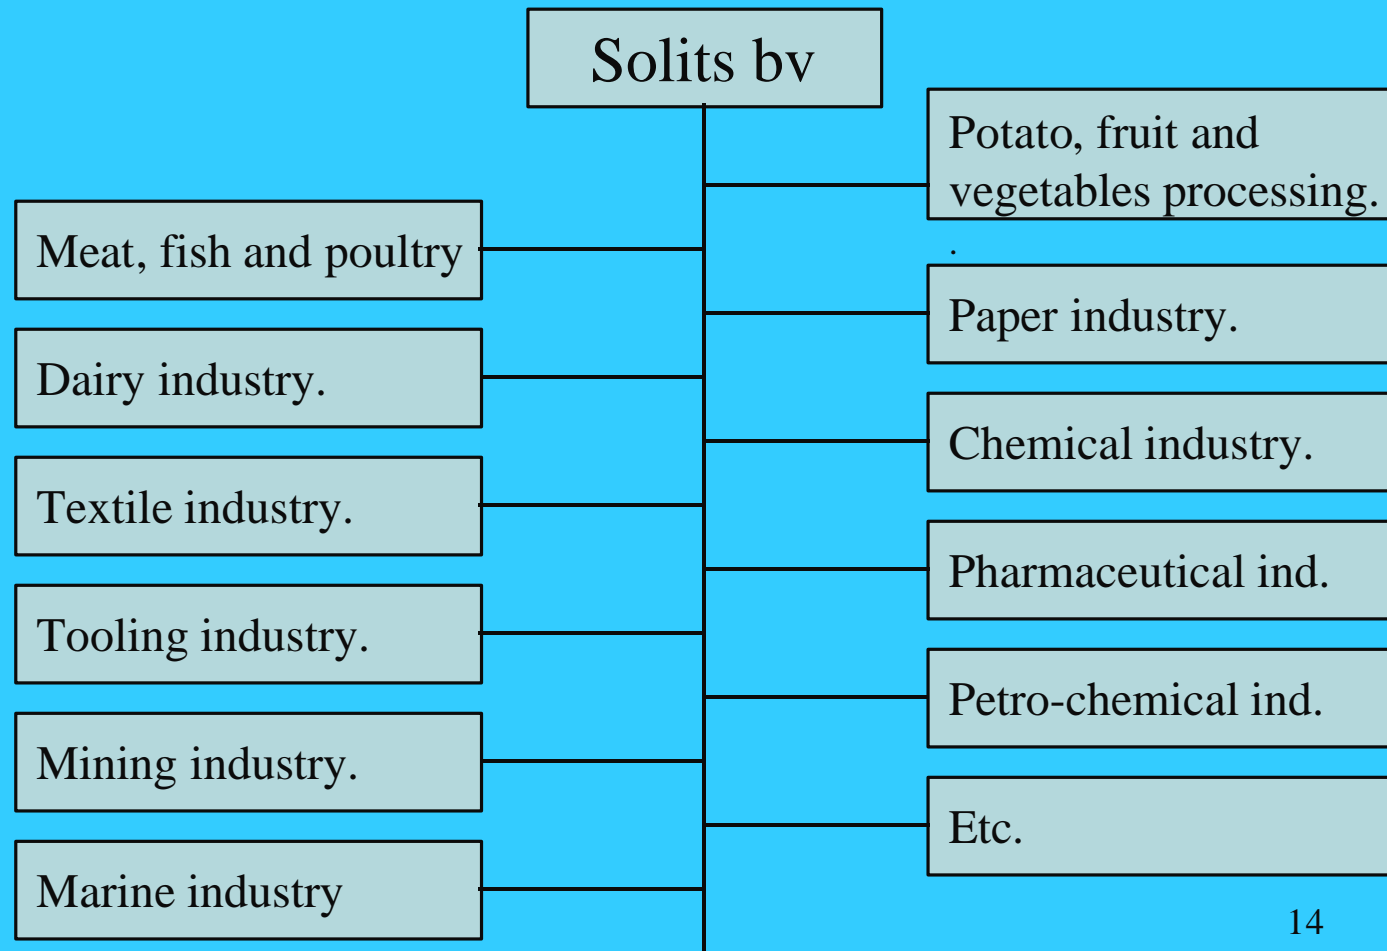 Solits bv
Meat, fish and poultry
Dairy industry.
Textile industry.
Tooling industry.
Mining industry.
Marine industry
Potato, fruit and
vegetables processing.
.
Paper industry.
Chemical industry.
Pharmaceutical ind.
Petro-chemical ind.
Etc.
14